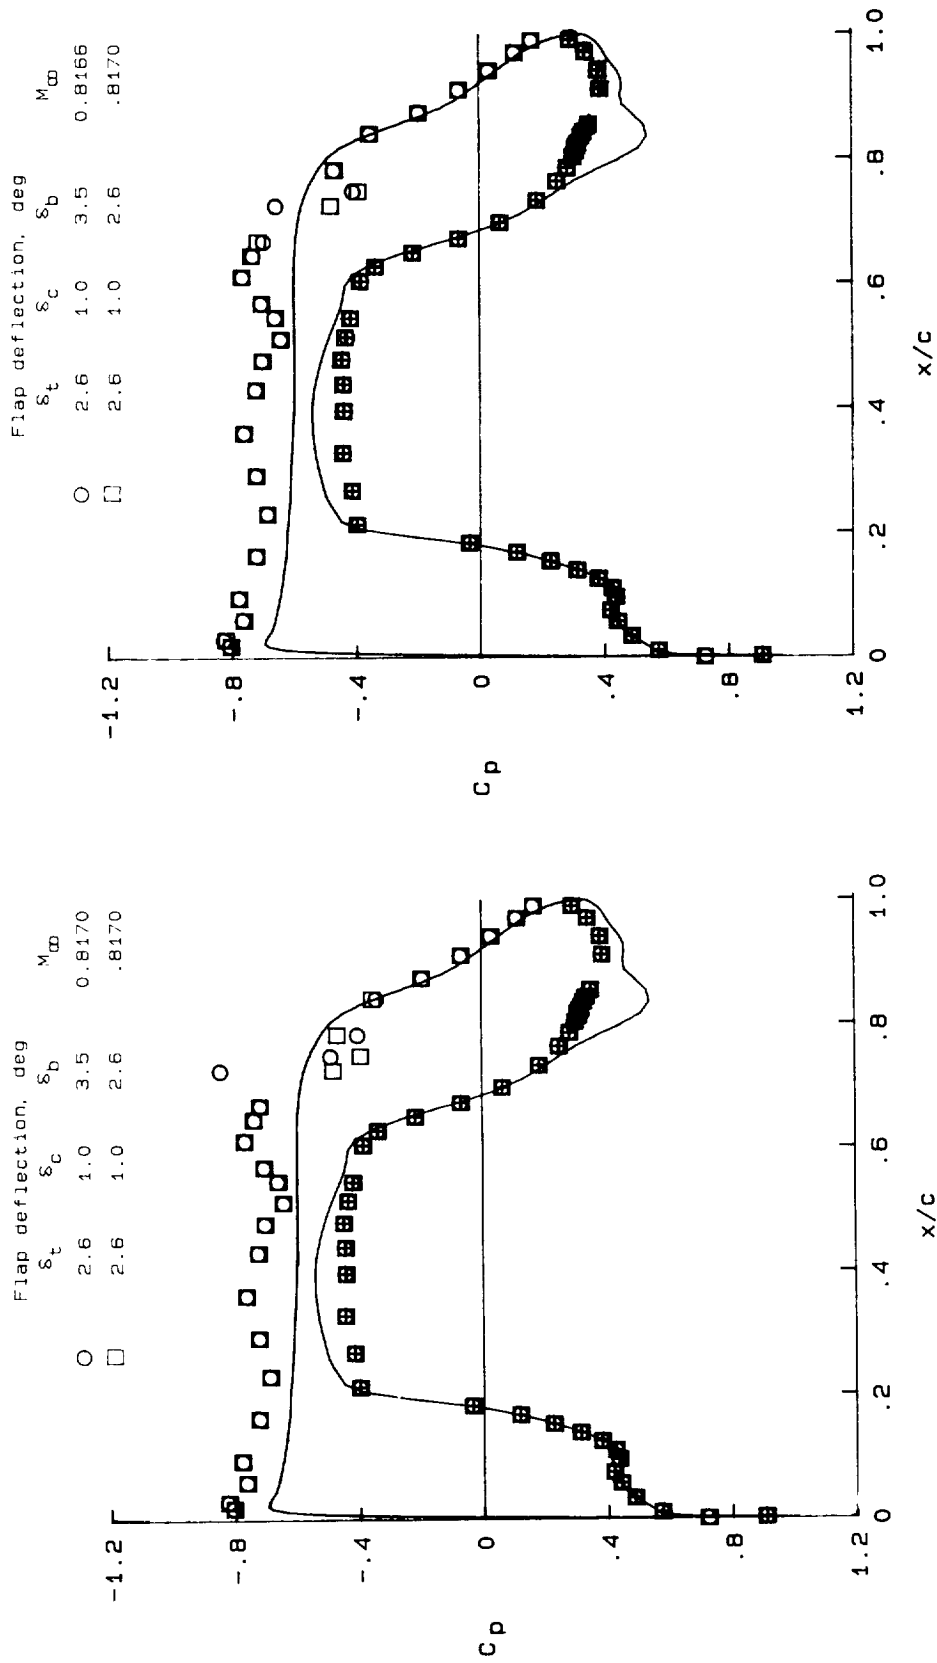 Flap deflection, deg
δt δc δb M∞
○ 2.6 1.0 3.5 0.8170
□ 2.6 1.0 2.6 .8170
-1.2
-.8
-.4
0
.4
.8
1.2
Cp
0 .2 .4 .6 .8 1.0
x/c
Flap deflection, deg
δt δc δb M∞
○ 2.6 1.0 3.5 0.8166
□ 2.6 1.0 2.6 .8170
-1.2
-.8
-.4
0
.4
.8
1.2
Cp
0 .2 .4 .6 .8 1.0
x/c